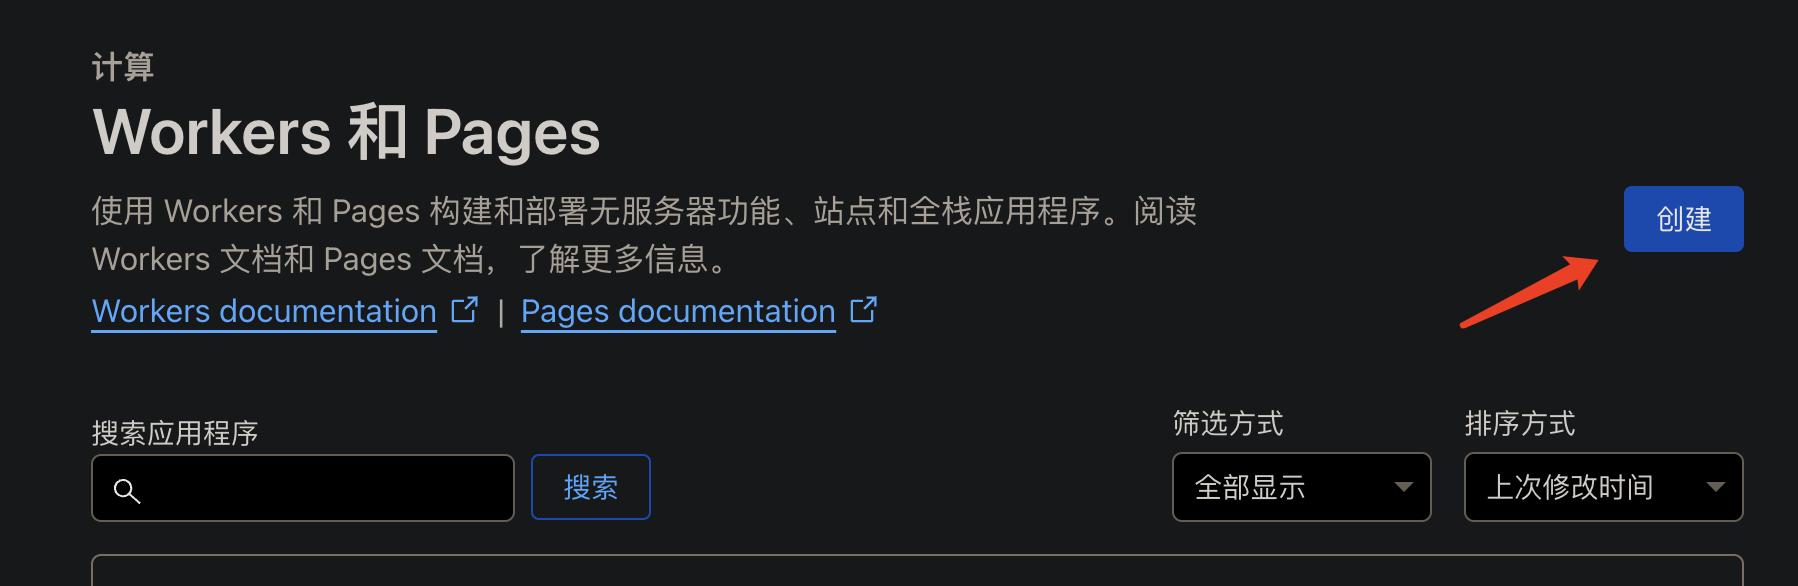 计算
Workers 和 Pages
使用 Workers 和 Pages 构建和部署无服务器功能、站点和全栈应用程序。阅读
Workers 文档和 Pages 文档，了解更多信息。
创建
Workers documentation | Pages documentation
搜索应用程序
搜索
筛选方式
全部显示
排序方式
上次修改时间